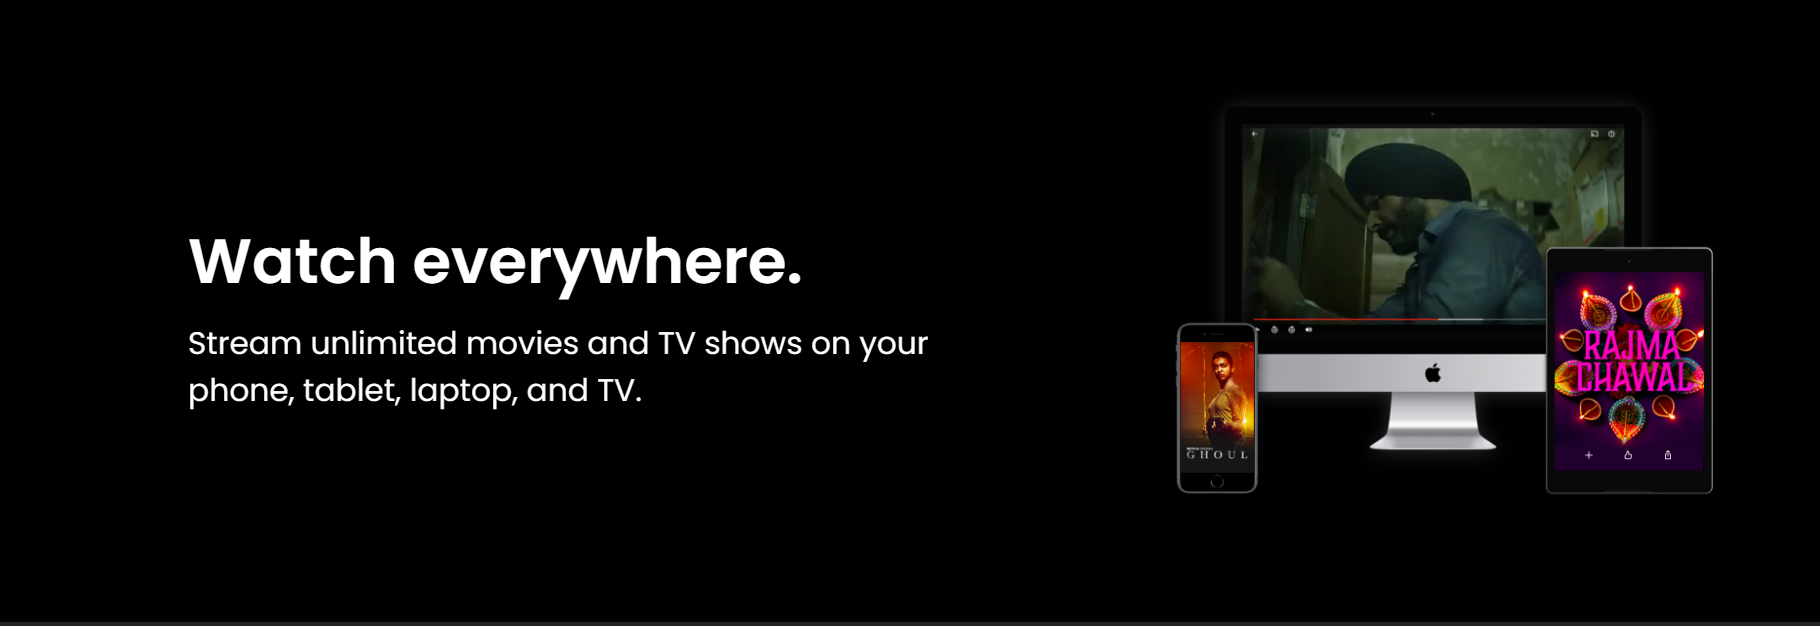 Watch everywhere.
Stream unlimited movies and TV shows on your
phone, tablet, laptop, and TV.
RAJMA
CHAWAL
GHOUL